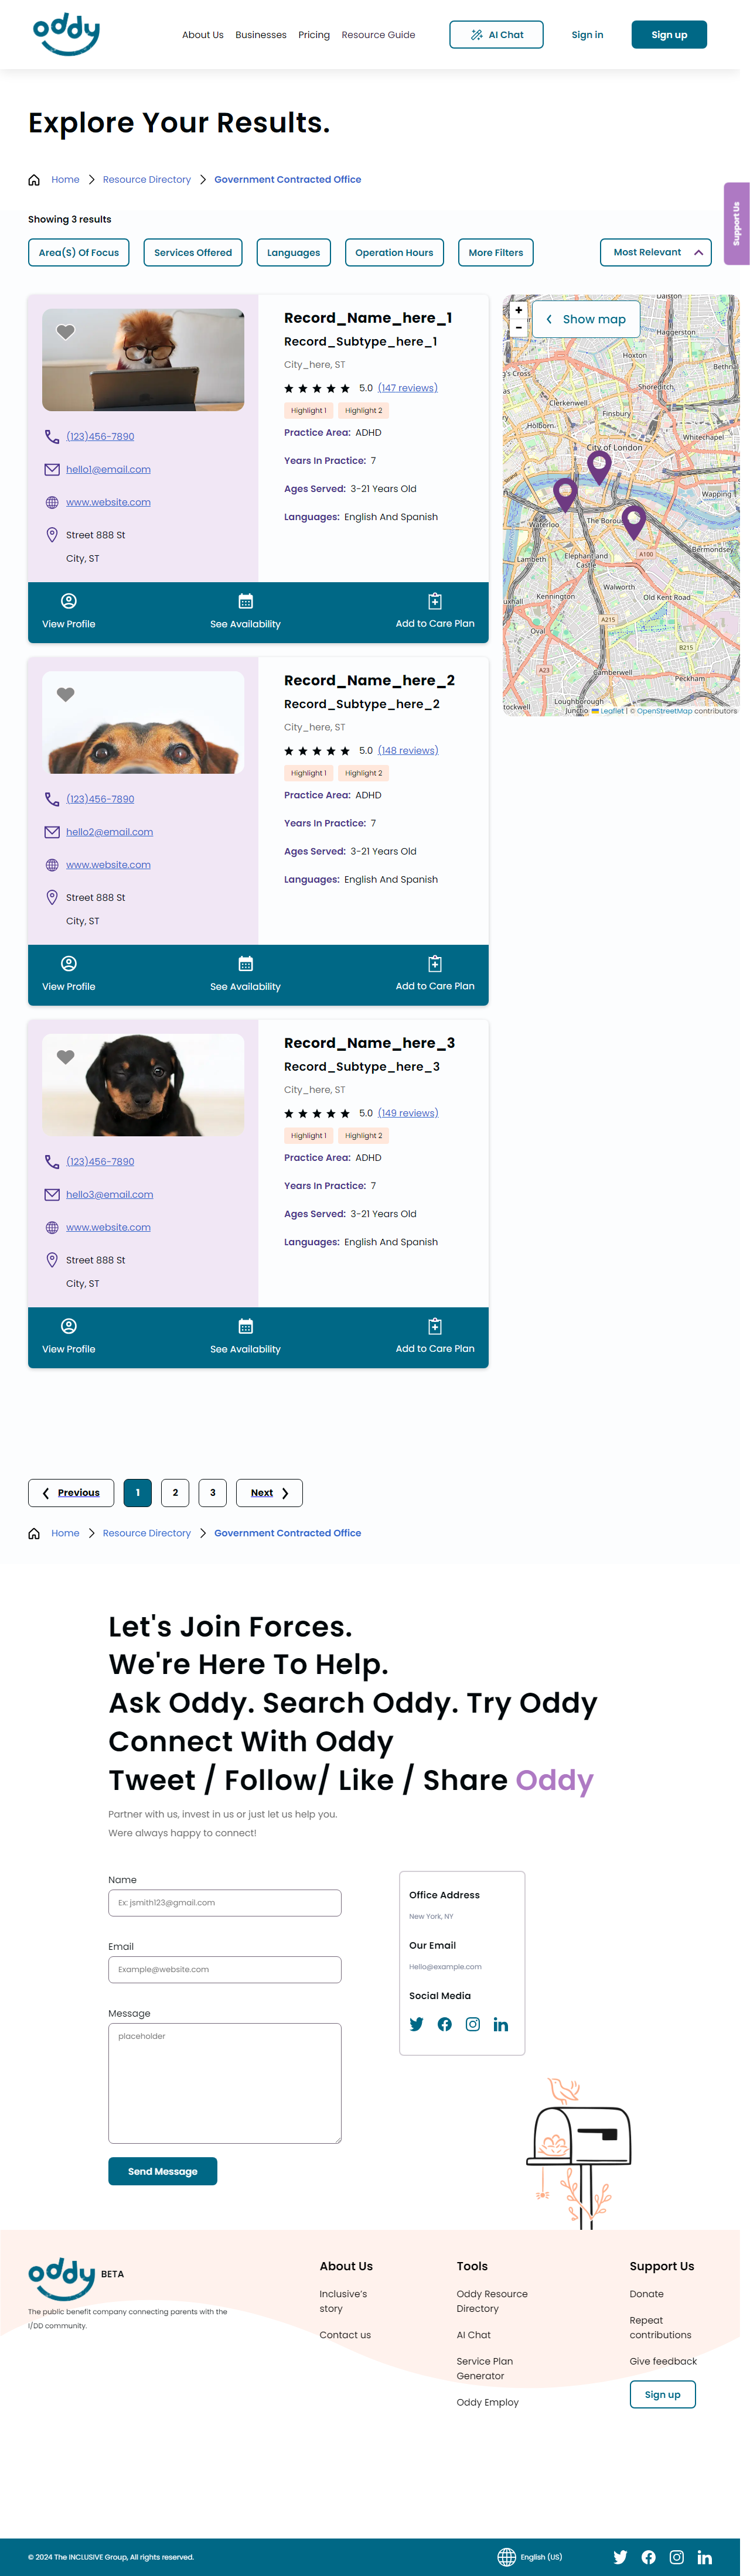 oddy
About Us Businesses Pricing Resource Guide AI Chat Sign in Sign up
Explore Your Results.
Home Resource Directory Government Contracted Office
Support Us
Showing 3 results
Area(S) Of Focus Services Offered Languages Operation Hours More Filters Most Relevant
Record_Name_here_1
Record_Subtype_here_1
City_here, ST
5.0 (147 reviews)
Highlight 1 Highlight 2
Practice Area: ADHD
Years In Practice: 7
Ages Served: 3-21 Years Old
Languages: English And Spanish
(123)456-7890
hello1@email.com
www.website.com
Street 888 St
City, ST
View Profile See Availability Add to Care Plan
+
−
Show map
Dalston
Haggerston
Hoxton
Bethnal
g's Cross
Shoreditch
Clerkenwell
Finsbury
Holborn
Whitechapel
City of London
Wapping
Waterloo
The Borou
A100
Bermondsey
Lambeth
Elephant and
Castle
Walworth
Kennington
Old Kent Road
uxhall
A215
Oval
B215
A23
Camberwell
Peckham
Loughborough
Junctio
tockwell
Leaflet | © OpenStreetMap contributors
Record_Name_here_2
Record_Subtype_here_2
City_here, ST
5.0 (148 reviews)
Highlight 1 Highlight 2
Practice Area: ADHD
Years In Practice: 7
Ages Served: 3-21 Years Old
Languages: English And Spanish
(123)456-7890
hello2@email.com
www.website.com
Street 888 St
City, ST
View Profile See Availability Add to Care Plan
Record_Name_here_3
Record_Subtype_here_3
City_here, ST
5.0 (149 reviews)
Highlight 1 Highlight 2
Practice Area: ADHD
Years In Practice: 7
Ages Served: 3-21 Years Old
Languages: English And Spanish
(123)456-7890
hello3@email.com
www.website.com
Street 888 St
City, ST
View Profile See Availability Add to Care Plan
Previous 1 2 3 Next
Home Resource Directory Government Contracted Office
Let's Join Forces.
We're Here To Help.
Ask Oddy. Search Oddy. Try Oddy
Connect With Oddy
Tweet / Follow/ Like / Share Oddy
Partner with us, invest in us or just let us help you.
Were always happy to connect!
Name
Ex: jsmith123@gmail.com
Email
Example@website.com
Message
placeholder
Send Message
Office Address
New York, NY
Our Email
Hello@example.com
Social Media
oddy BETA
The public benefit company connecting parents with the
I/DD community.
About Us
Inclusive's
story
Contact us
Tools
Oddy Resource
Directory
AI Chat
Service Plan
Generator
Oddy Employ
Support Us
Donate
Repeat
contributions
Give feedback
Sign up
© 2024 The INCLUSIVE Group, All rights reserved.
English (US)